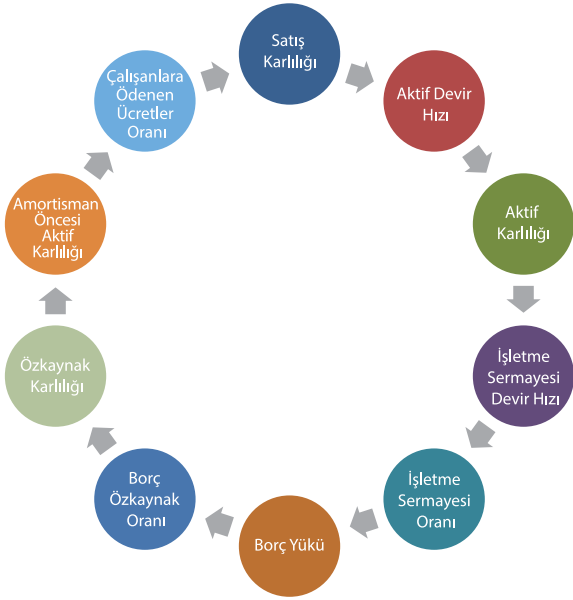 Satış
Karlılığı
Aktif Devir
Hızı
Aktif
Karlılığı
İşletme
Sermayesi
Devir Hızı
İşletme
Sermayesi
Oranı
Borç Yükü
Borç
Özkaynak
Oranı
Özkaynak
Karlılığı
Amortisman
Öncesi
Aktif
Karlılığı
Çalışanlara
Ödenen
Ücretler
Oranı